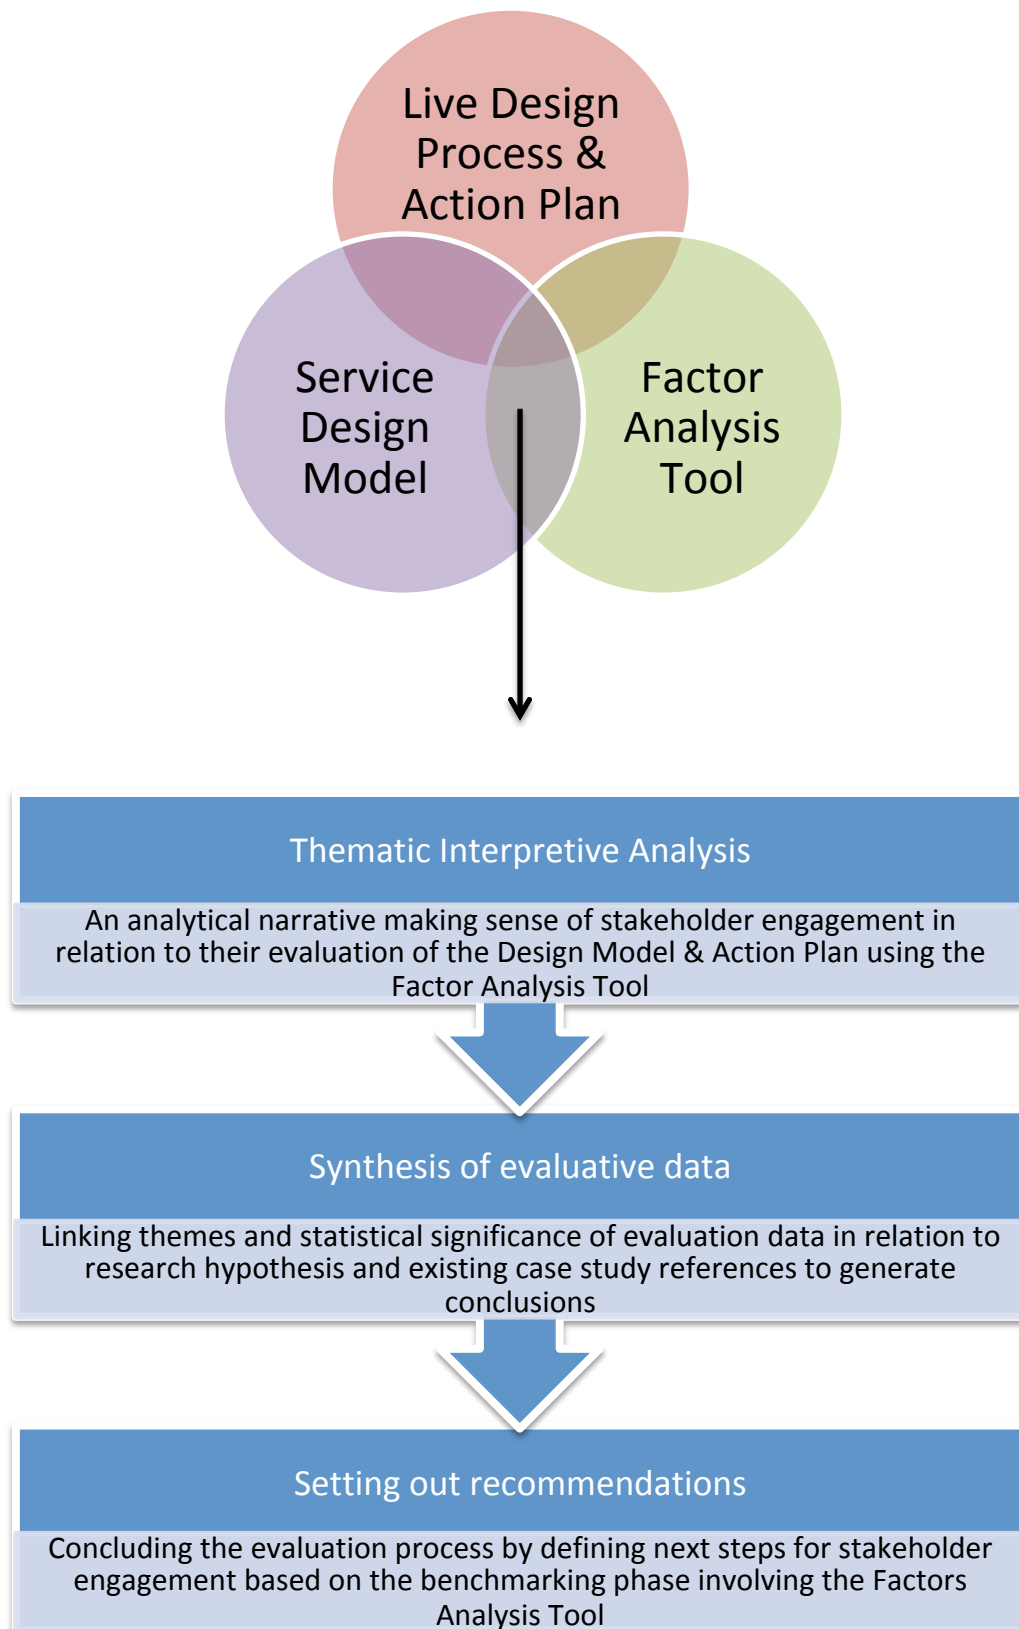 Live Design
Process &
Action Plan
Service
Design
Model
Factor
Analysis
Tool
Thematic Interpretive Analysis
An analytical narrative making sense of stakeholder engagement in
relation to their evaluation of the Design Model & Action Plan using the
Factor Analysis Tool
Synthesis of evaluative data
Linking themes and statistical significance of evaluation data in relation to
research hypothesis and existing case study references to generate
conclusions
Setting out recommendations
Concluding the evaluation process by defining next steps for stakeholder
engagement based on the benchmarking phase involving the Factors
Analysis Tool